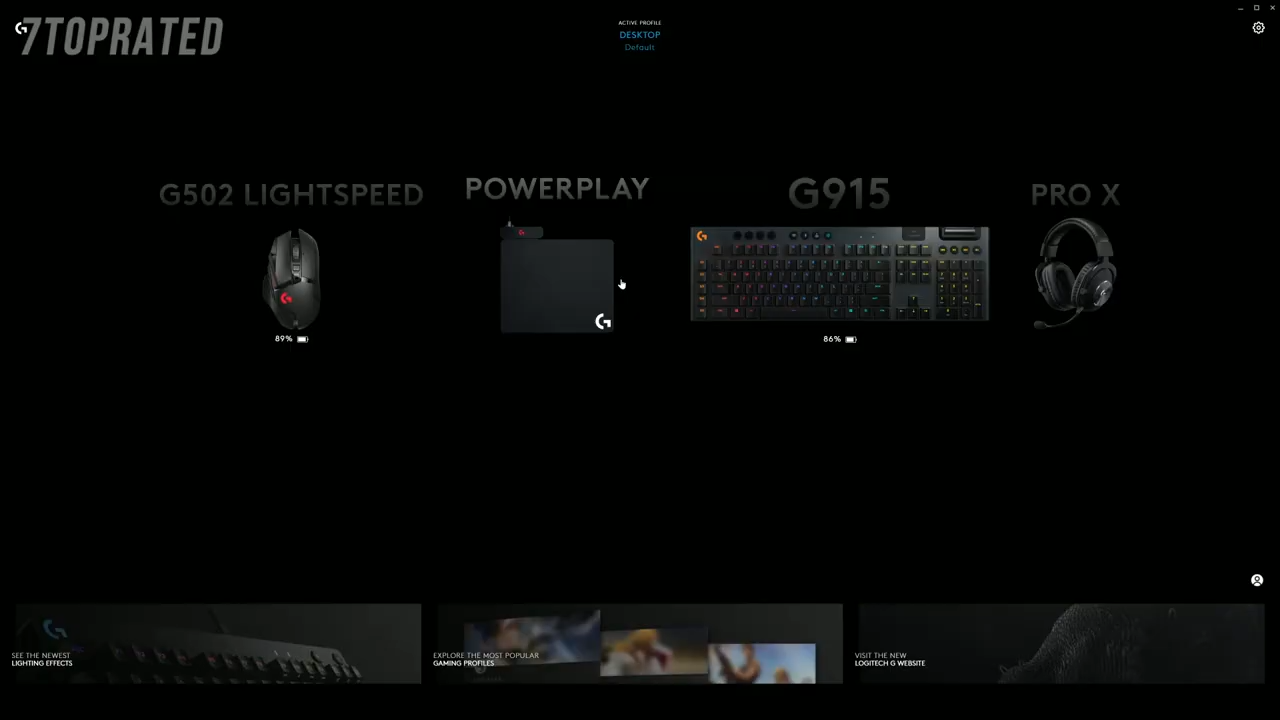 7TOPRATED
ACTIVE PROFILE
DESKTOP
Default
G502 LIGHTSPEED
POWERPLAY
G915
PRO X
89%
86%
SEE THE NEWEST
LIGHTING EFFECTS
EXPLORE THE MOST POPULAR
GAMING PROFILES
VISIT THE NEW
LOGITECH G WEBSITE